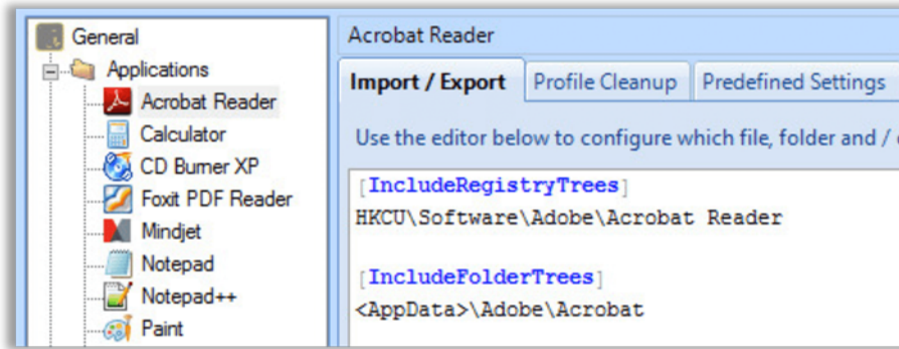 General
Applications
Acrobat Reader
Calculator
CD Burner XP
Foxit PDF Reader
Mindjet
Notepad
Notepad++
Paint
Acrobat Reader
Import / Export
Profile Cleanup
Predefined Settings
Use the editor below to configure which file, folder and /
[IncludeRegistryTrees]
HKCU\Software\Adobe\Acrobat Reader
[IncludeFolderTrees]
<AppData>\Adobe\Acrobat